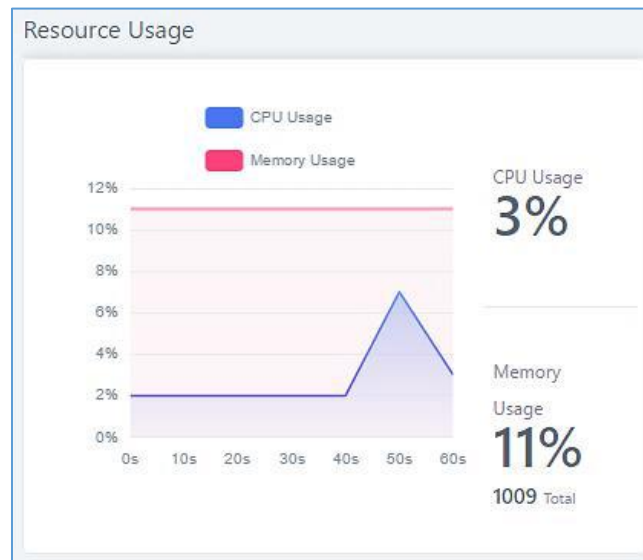 Resource Usage
CPU Usage
Memory Usage
12%
10%
8%
6%
4%
2%
0%
0s 10s 20s 30s 40s 50s 60s
CPU Usage
3%
Memory
Usage
11%
1009 Total